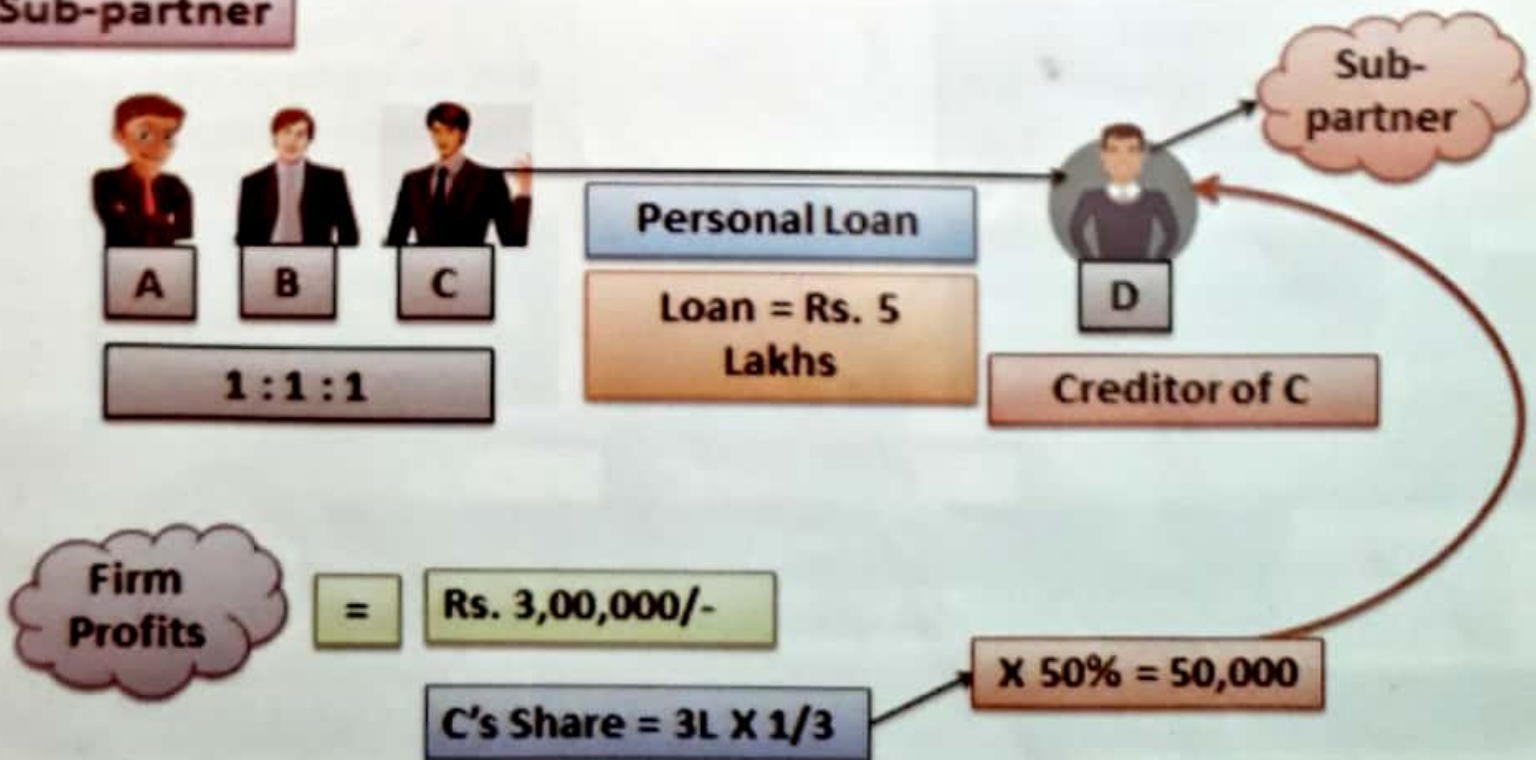 Sub-partner
Sub-
partner
Personal Loan
A
B
C
Loan = Rs. 5
Lakhs
D
1 : 1 : 1
Creditor of C
Firm
Profits
=
Rs. 3,00,000/-
X 50% = 50,000
C's Share = 3L X 1/3